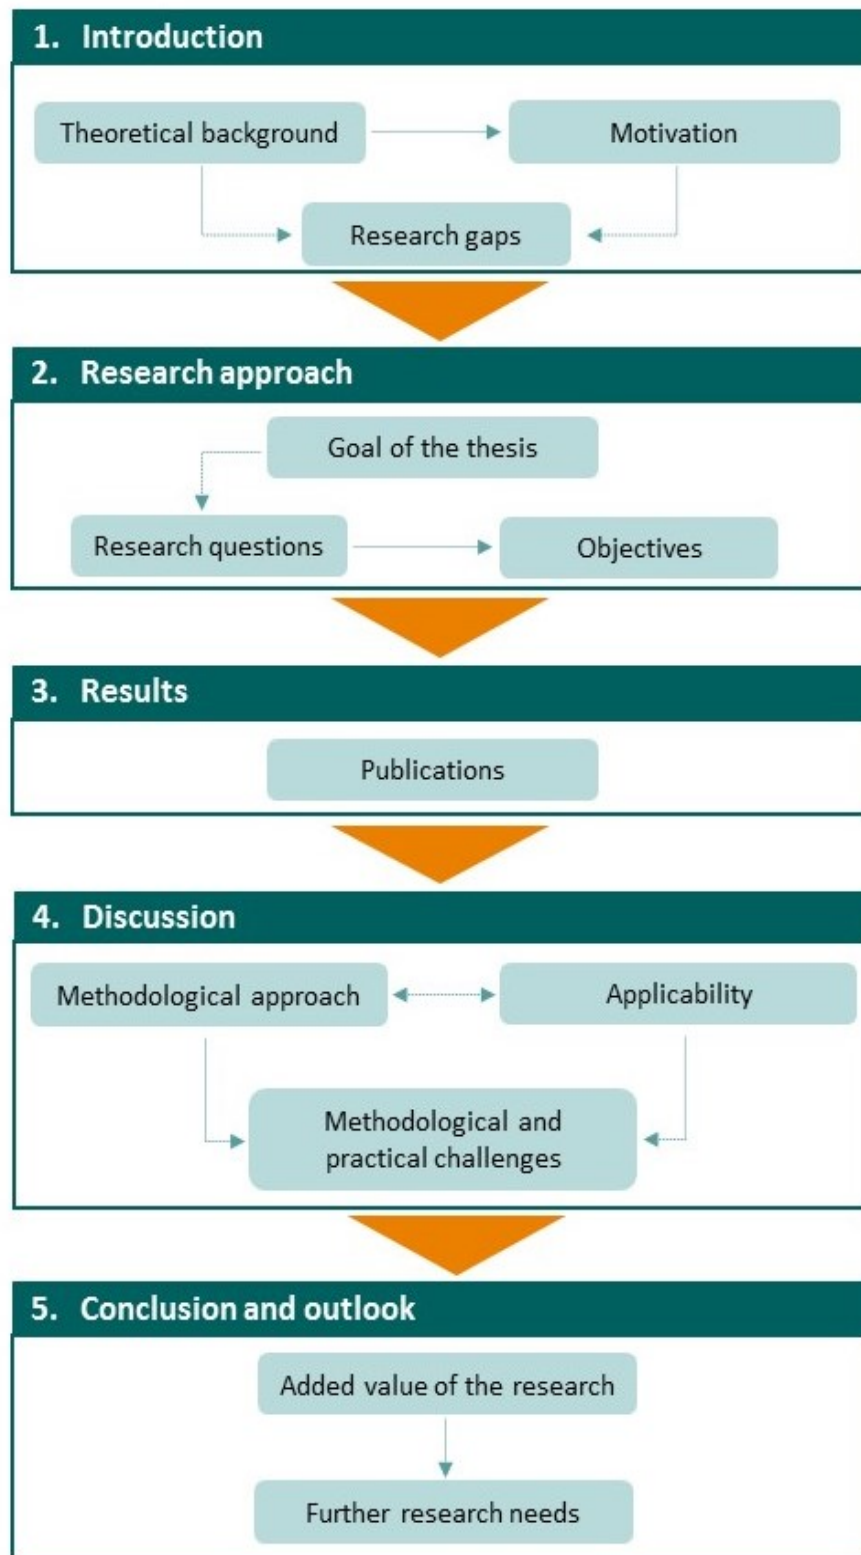 1. Introduction
Theoretical background
Motivation
Research gaps
2. Research approach
Goal of the thesis
Research questions
Objectives
3. Results
Publications
4. Discussion
Methodological approach
Applicability
Methodological and
practical challenges
5. Conclusion and outlook
Added value of the research
Further research needs